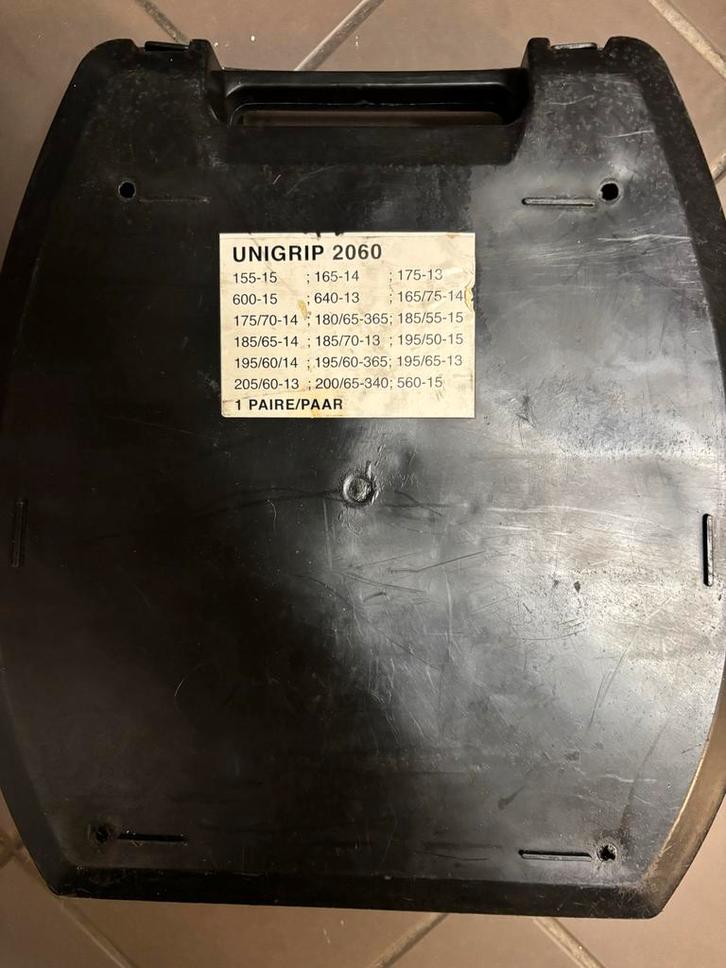 UNIGRIP 2060
155-15 ; 165-14 ; 175-13
600-15 ; 640-13 ; 165/75-14
175/70-14 ; 180/65-365; 185/55-15
185/65-14 ; 185/70-13 ; 195/50-15
195/60/14 ; 195/60-365; 195/65-13
205/60-13 ; 200/65-340; 560-15
1 PAIRE/PAAR